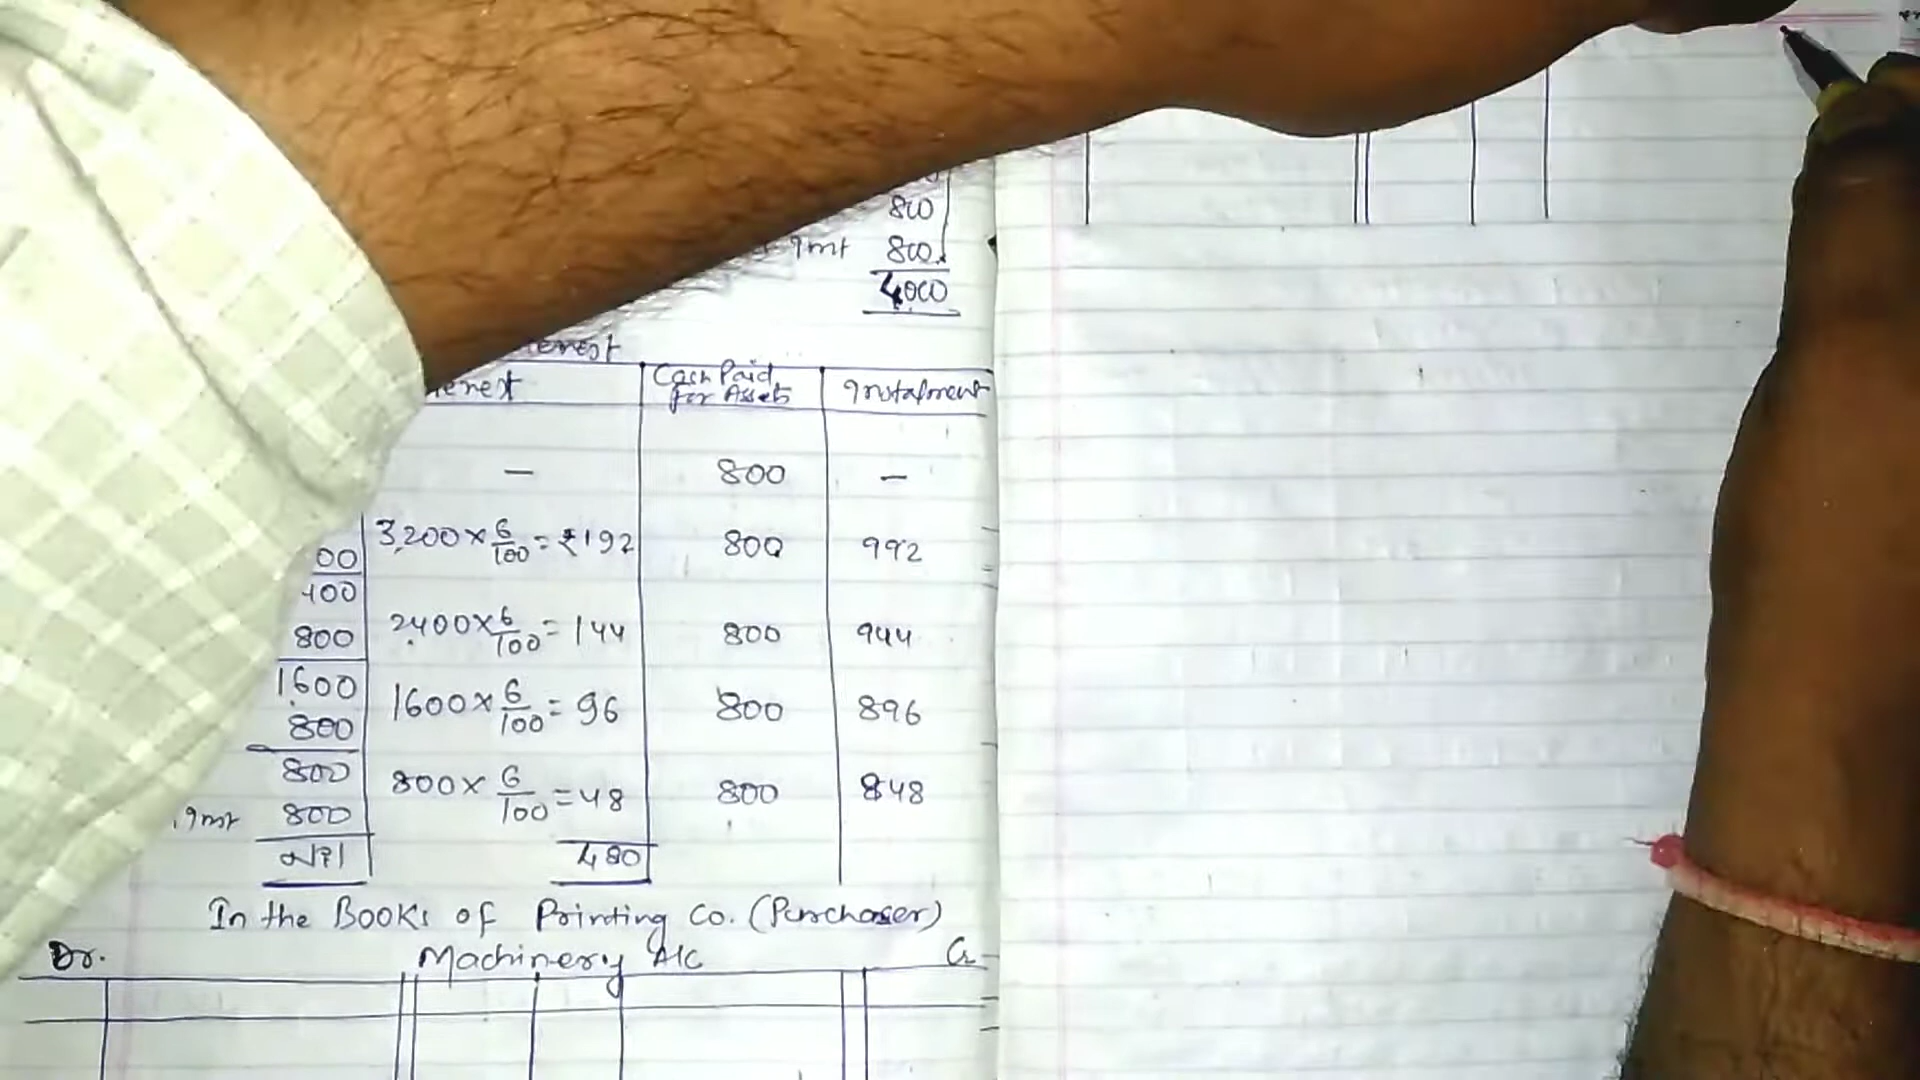 800
Imt 800
4000
erest
erest Cash Paid for Assets Instalment
— 800 —
00 3,200 × 6/100 = ₹192 800 992
400
800 2400 × 6/100 = 144 800 944
1600
800 1600 × 6/100 = 96 800 896
800
Imt 800 800 × 6/100 = 48 800 848
Nil 480
In the Books of Printing Co. (Purchaser)
Dr. Machinery A/c Cr